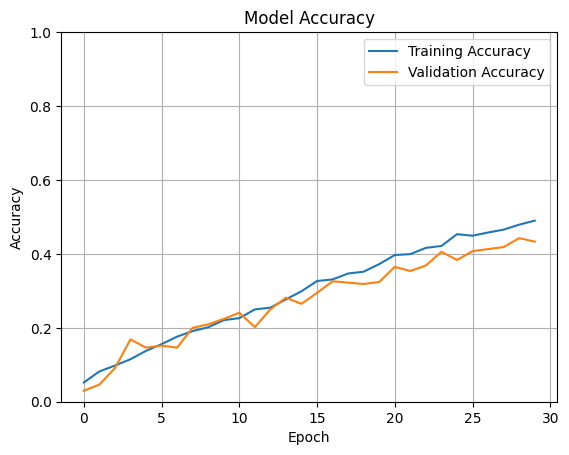 Model Accuracy
Training Accuracy
Validation Accuracy
Accuracy
1.0
0.8
0.6
0.4
0.2
0.0
0 5 10 15 20 25 30
Epoch